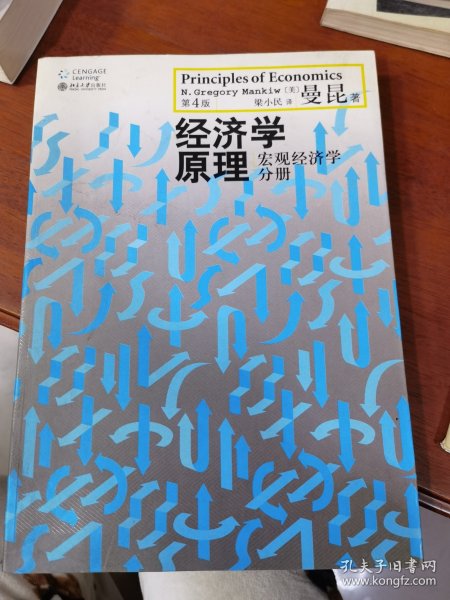 CENGAGE
Learning
北京大学出版社
Principles of Economics
N. Gregory Mankiw [美] 曼昆 著
第4版 梁小民 译
经济学
原理 宏观经济学
分册
孔夫子旧书网
www.kongfz.com